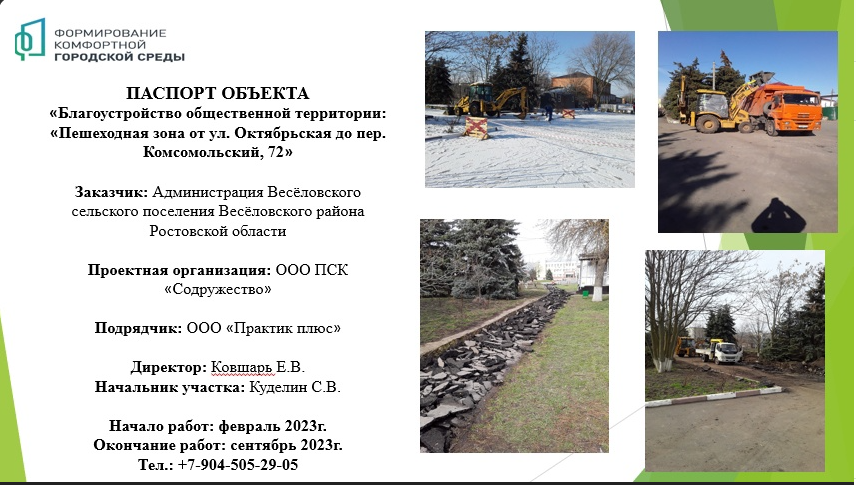 ФОРМИРОВАНИЕ
КОМФОРТНОЙ
ГОРОДСКОЙ СРЕДЫ
ПАСПОРТ ОБЪЕКТА
«Благоустройство общественной территории:
«Пешеходная зона от ул. Октябрьская до пер.
Комсомольский, 72»
Заказчик: Администрация Весёловского
сельского поселения Весёловского района
Ростовской области
Проектная организация: ООО ПСК
«Содружество»
Подрядчик: ООО «Практик плюс»
Директор: Ковшарь Е.В.
Начальник участка: Куделин С.В.
Начало работ: февраль 2023г.
Окончание работ: сентябрь 2023г.
Тел.: +7-904-505-29-05